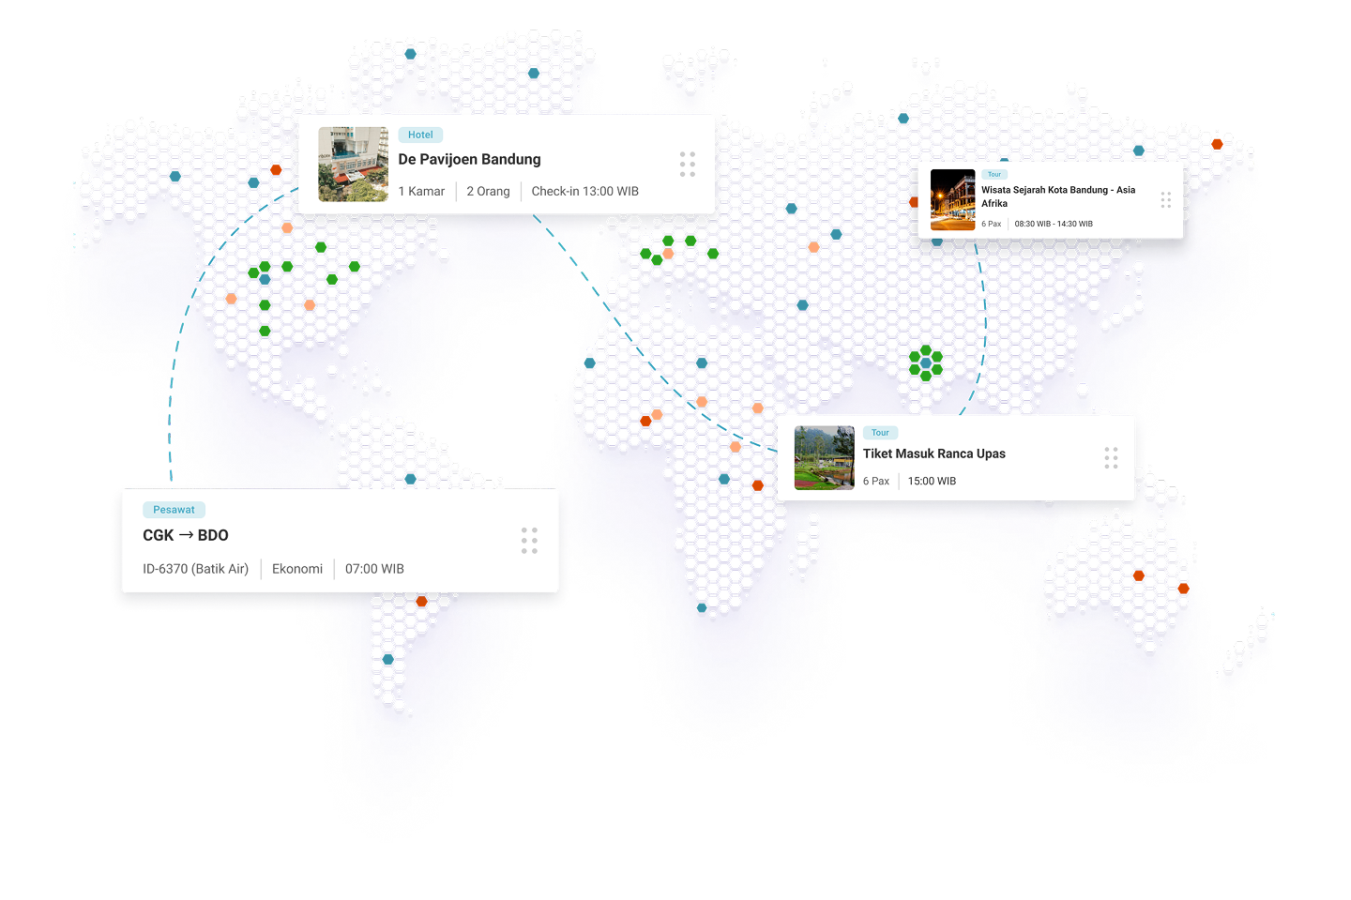 Hotel
De Pavijoen Bandung
1 Kamar 2 Orang Check-in 13:00 WIB
Tour
Wisata Sejarah Kota Bandung - Asia
Afrika
6 Pax 08:30 WIB - 14:30 WIB
Tour
Tiket Masuk Ranca Upas
6 Pax 15:00 WIB
Pesawat
CGK → BDO
ID-6370 (Batik Air) Ekonomi 07:00 WIB